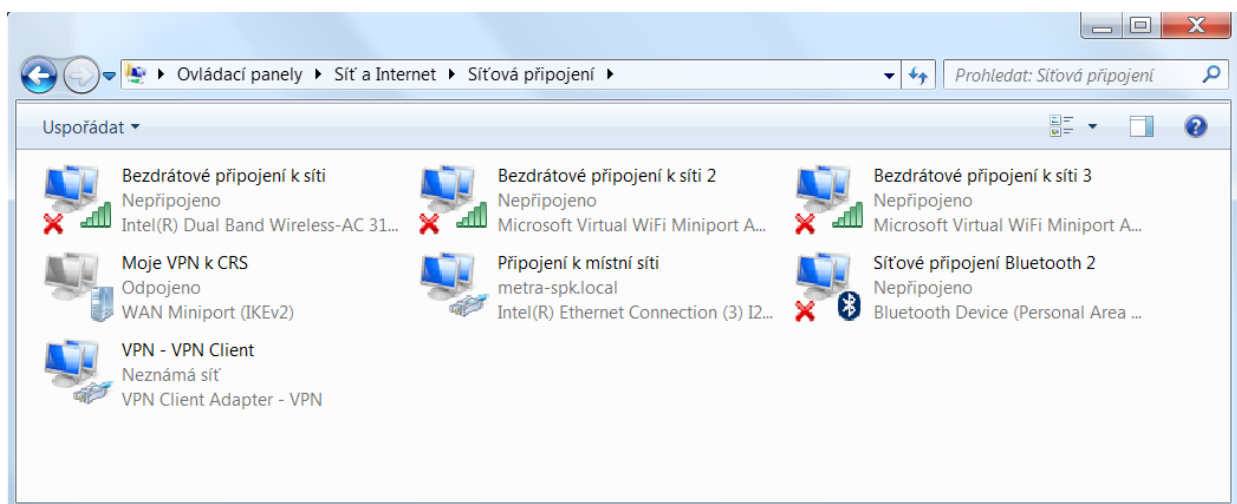 Ovládací panely Síť a Internet Síťová připojení
Prohledat: Síťová připojení
Uspořádat
Bezdrátové připojení k síti
Nepřipojeno
Intel(R) Dual Band Wireless-AC 31...
Bezdrátové připojení k síti 2
Nepřipojeno
Microsoft Virtual WiFi Miniport A...
Bezdrátové připojení k síti 3
Nepřipojeno
Microsoft Virtual WiFi Miniport A...
Moje VPN k CRS
Odpojeno
WAN Miniport (IKEv2)
Připojení k místní síti
metra-spk.local
Intel(R) Ethernet Connection (3) I2...
Síťové připojení Bluetooth 2
Nepřipojeno
Bluetooth Device (Personal Area ...
VPN - VPN Client
Neznámá síť
VPN Client Adapter - VPN